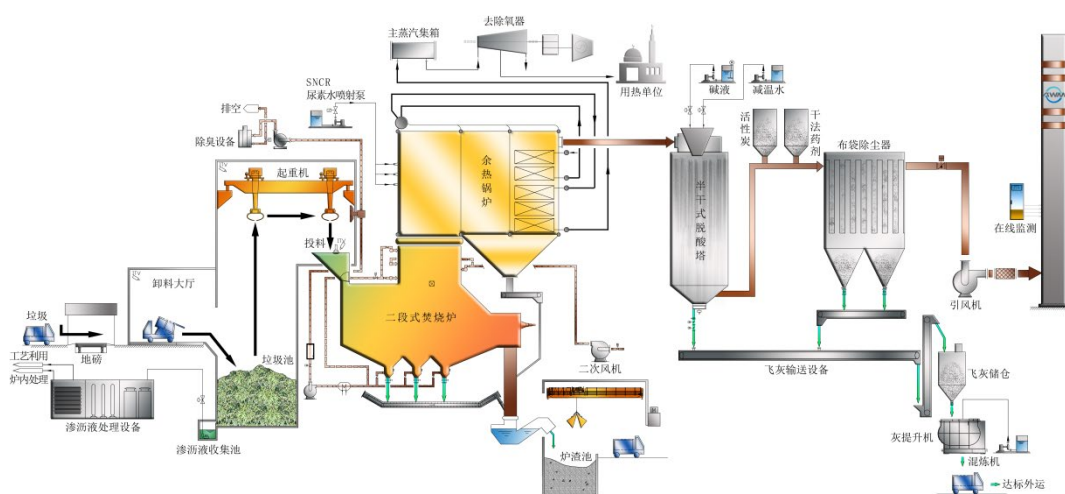 主蒸汽集箱
去除氧器
用热单位
SNCR
尿素水喷射泵
排空
除臭设备
碱液
减温水
活性炭
干法药剂
布袋除尘器
起重机
余热锅炉
半干式脱酸塔
投料
在线监测
卸料大厅
引风机
垃圾
二段式焚烧炉
地磅
垃圾池
二次风机
飞灰输送设备
飞灰储仓
工艺利用
炉内处理
渗沥液处理设备
渗沥液收集池
炉渣池
灰提升机
混炼机
达标外运